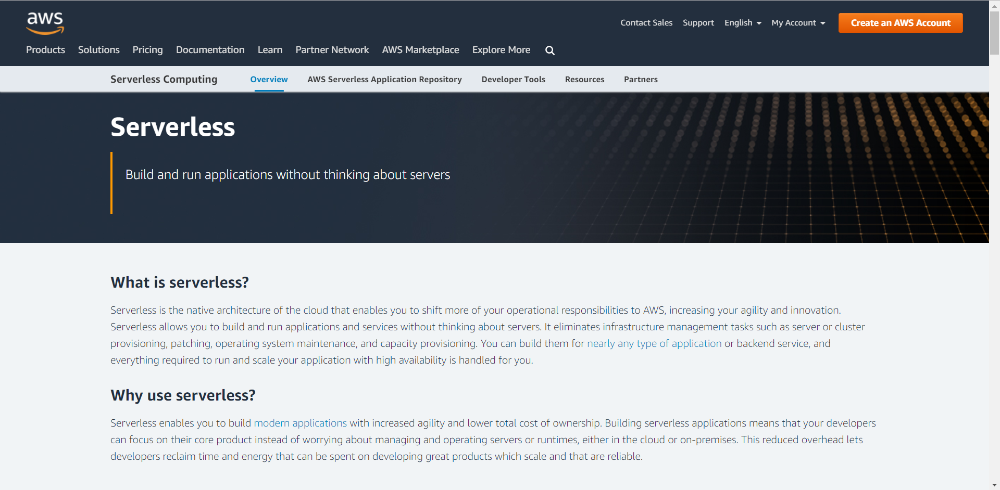 aws
Contact Sales Support English My Account Create an AWS Account
Products Solutions Pricing Documentation Learn Partner Network AWS Marketplace Explore More
Serverless Computing Overview AWS Serverless Application Repository Developer Tools Resources Partners
Serverless
Build and run applications without thinking about servers
What is serverless?
Serverless is the native architecture of the cloud that enables you to shift more of your operational responsibilities to AWS, increasing your agility and innovation.
Serverless allows you to build and run applications and services without thinking about servers. It eliminates infrastructure management tasks such as server or cluster
provisioning, patching, operating system maintenance, and capacity provisioning. You can build them for nearly any type of application or backend service, and
everything required to run and scale your application with high availability is handled for you.
Why use serverless?
Serverless enables you to build modern applications with increased agility and lower total cost of ownership. Building serverless applications means that your developers
can focus on their core product instead of worrying about managing and operating servers or runtimes, either in the cloud or on-premises. This reduced overhead lets
developers reclaim time and energy that can be spent on developing great products which scale and that are reliable.